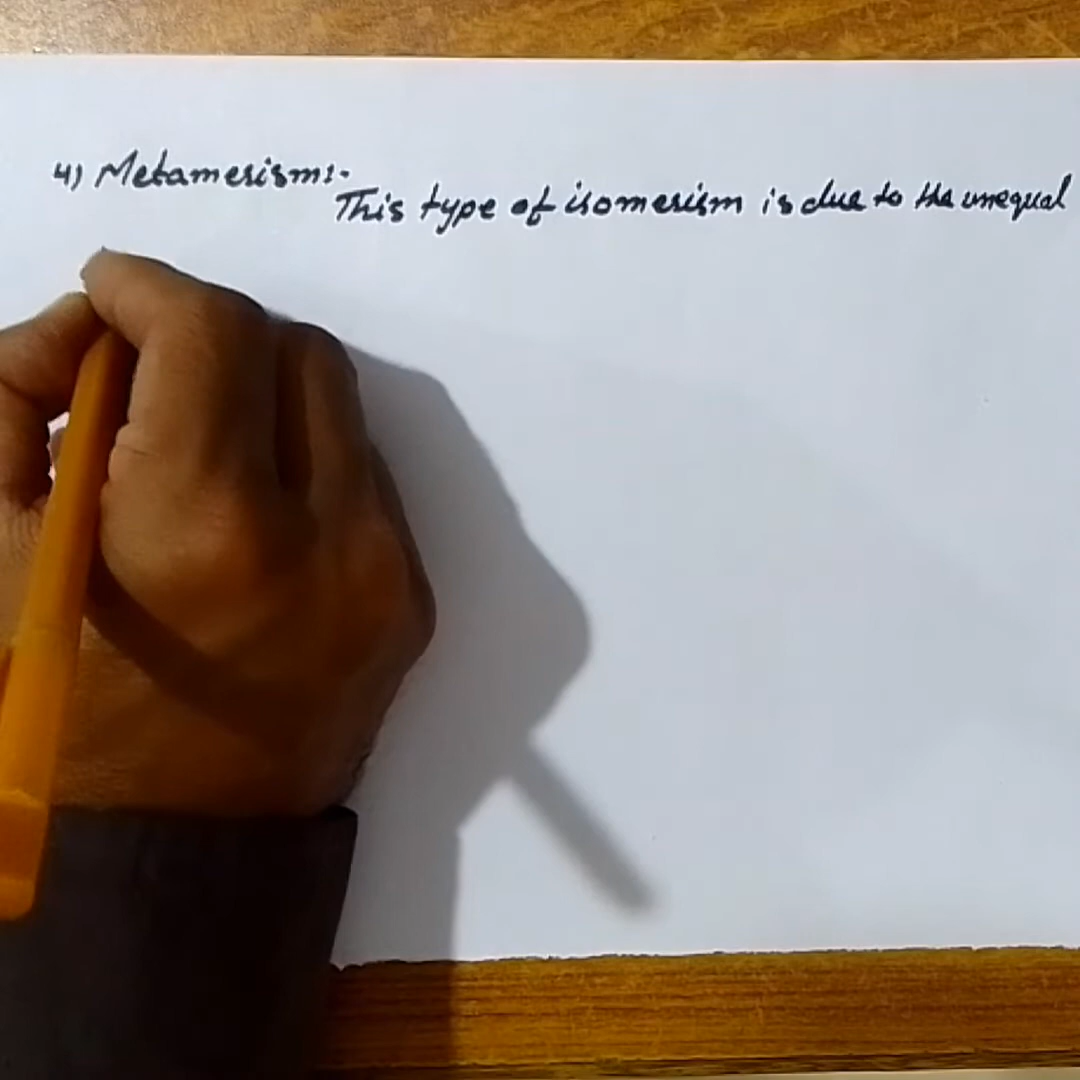 4) Metamerism:-
This type of isomerism is due to the unequal